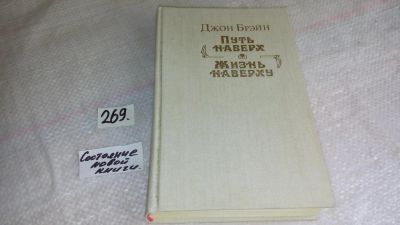 Джон Брэйн
Путь
наверх
Жизнь
наверху
269.
Состояние
новой
книги.